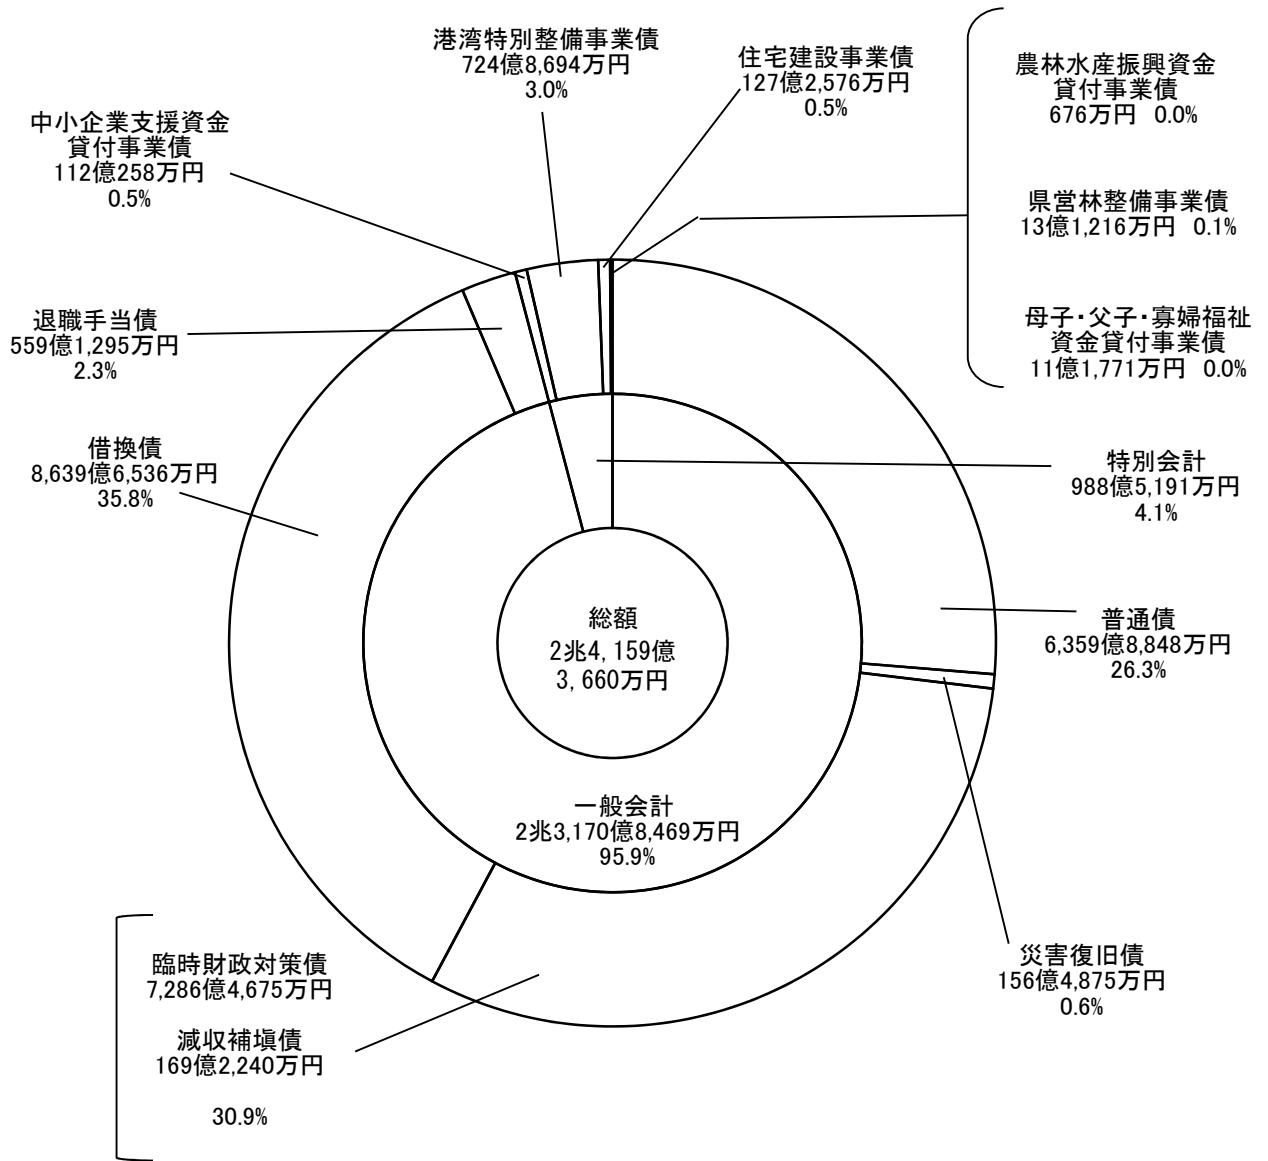 港湾特別整備事業債
724億8,694万円
3.0%
住宅建設事業債
127億2,576万円
0.5%
農林水産振興資金
貸付事業債
676万円 0.0%
県営林整備事業債
13億1,216万円 0.1%
母子・父子・寡婦福祉
資金貸付事業債
11億1,771万円 0.0%
中小企業支援資金
貸付事業債
112億258万円
0.5%
退職手当債
559億1,295万円
2.3%
借換債
8,639億6,536万円
35.8%
特別会計
988億5,191万円
4.1%
普通債
6,359億8,848万円
26.3%
総額
2兆4,159億
3,660万円
一般会計
2兆3,170億8,469万円
95.9%
災害復旧債
156億4,875万円
0.6%
臨時財政対策債
7,286億4,675万円
減収補塡債
169億2,240万円
30.9%